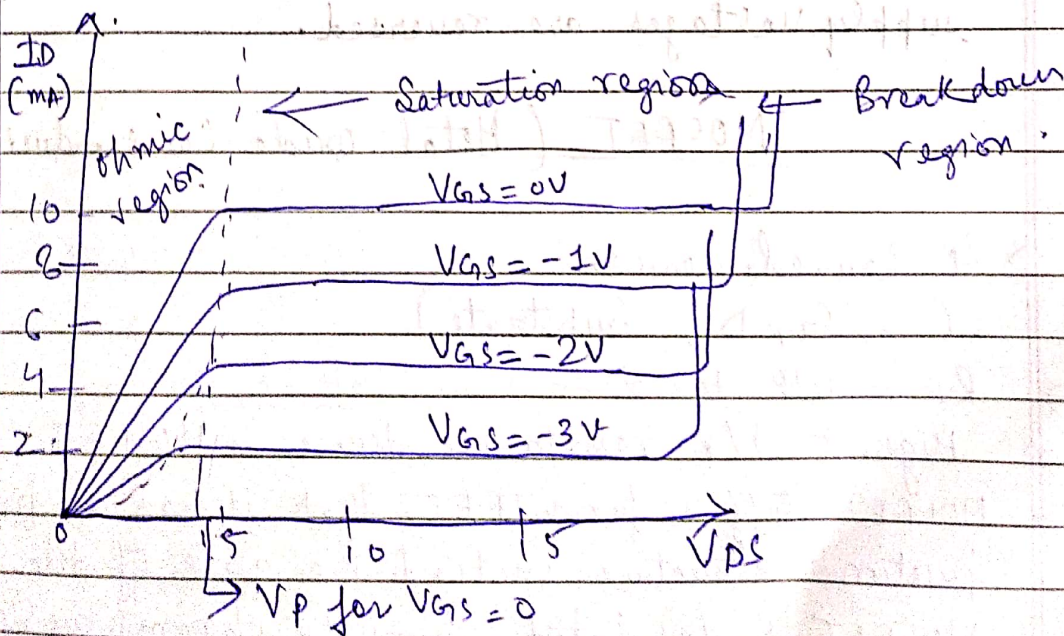 ID
(mA)
ohmic
region
Saturation region
Breakdown
region
10
8
6
4
2
0
VGS = 0V
VGS = -1V
VGS = -2V
VGS = -3V
5
10
15
VDS
VP for VGS = 0